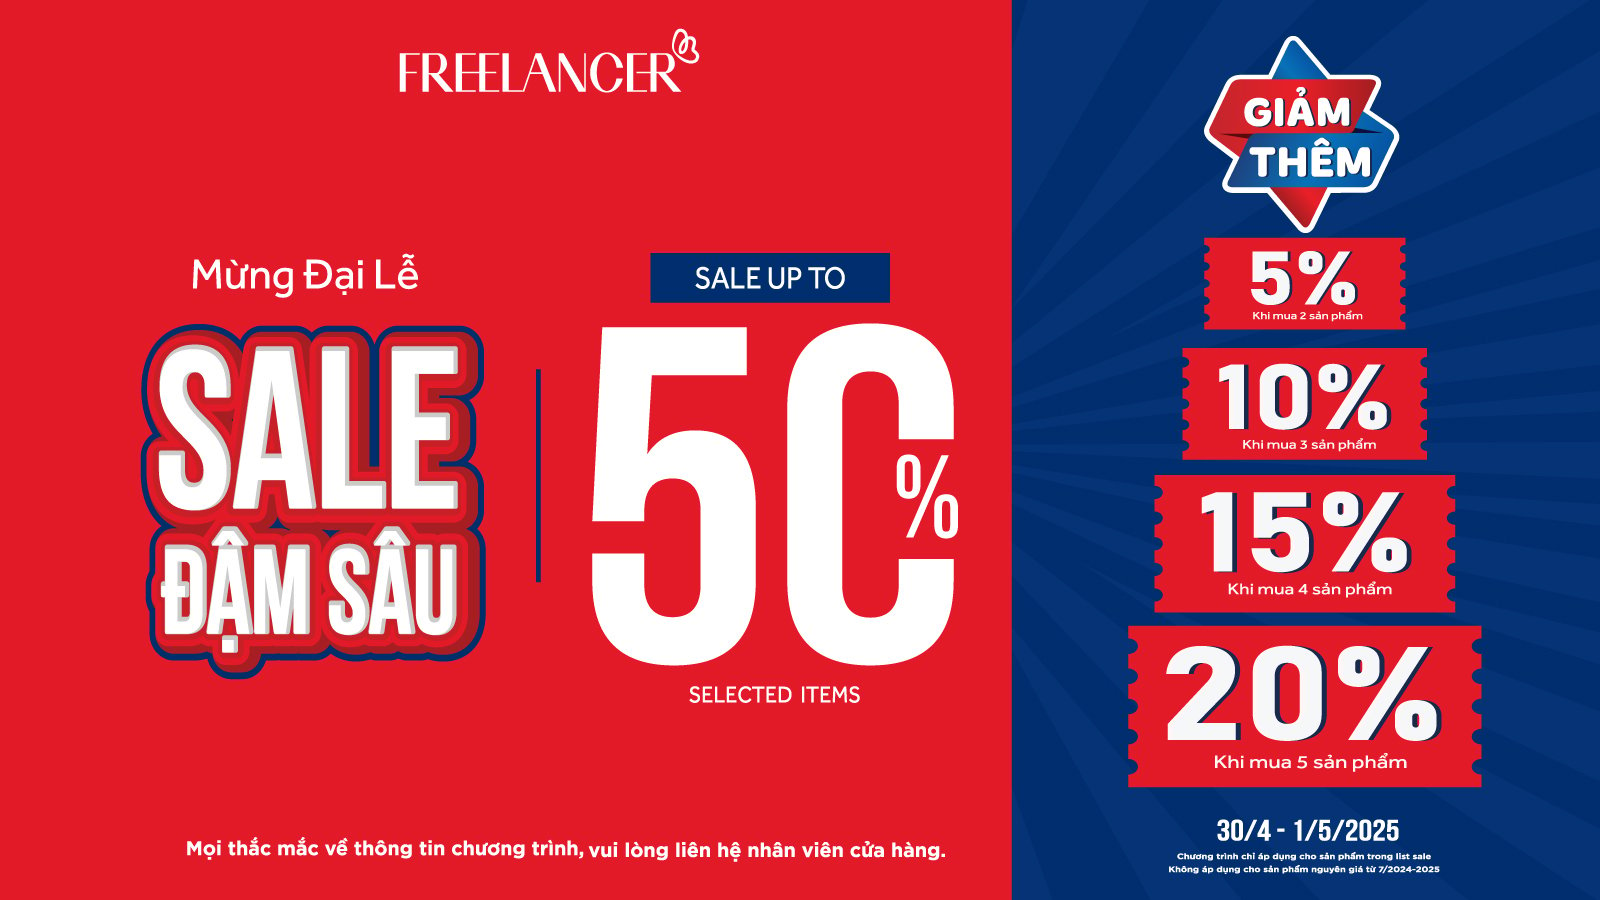 FREELANCER
Mừng Đại Lễ
SALE
ĐẬM SÂU
SALE UP TO
50%
SELECTED ITEMS
Mọi thắc mắc về thông tin chương trình, vui lòng liên hệ nhân viên cửa hàng.
GIẢM
THÊM
5%
Khi mua 2 sản phẩm
10%
Khi mua 3 sản phẩm
15%
Khi mua 4 sản phẩm
20%
Khi mua 5 sản phẩm
30/4 - 1/5/2025
Chương trình chỉ áp dụng cho sản phẩm trong list sale
Không áp dụng cho sản phẩm nguyên giá từ 7/2024-2025